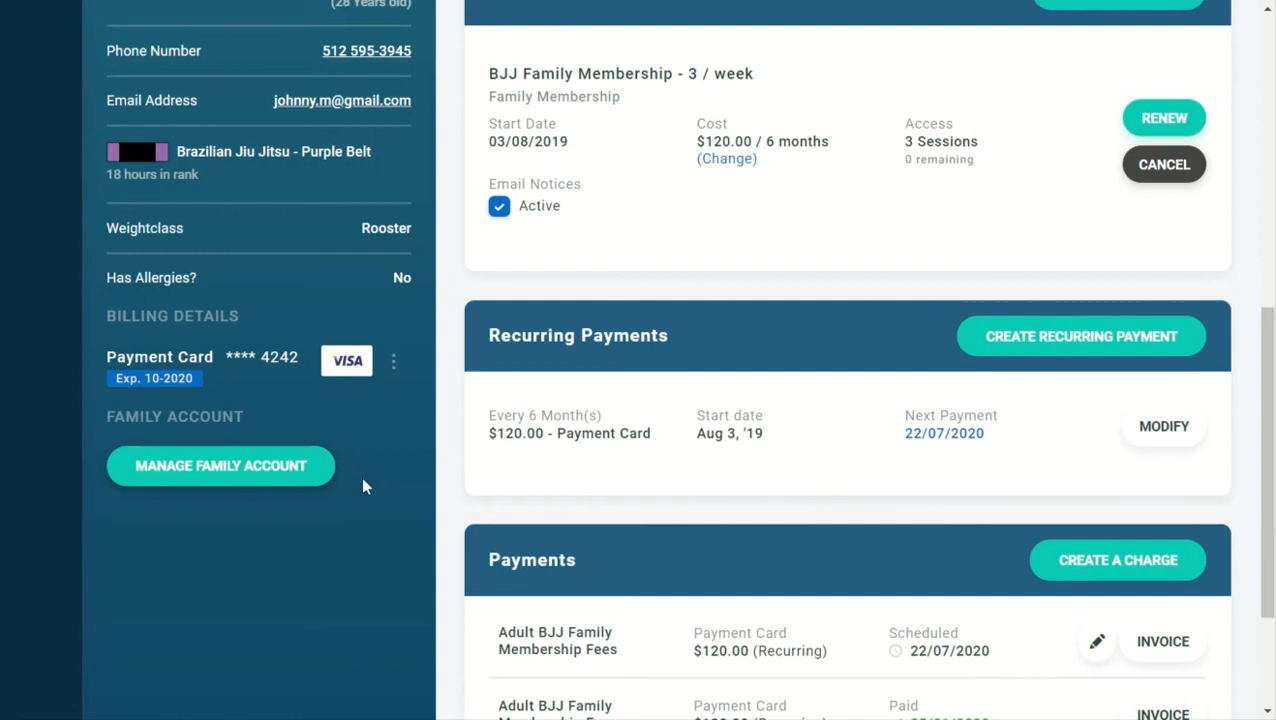 (28 Years old)
Phone Number 512 595-3945
Email Address johnny.m@gmail.com
Brazilian Jiu Jitsu - Purple Belt
18 hours in rank
Weightclass Rooster
Has Allergies? No
BILLING DETAILS
Payment Card **** 4242 VISA
Exp. 10-2020
FAMILY ACCOUNT
MANAGE FAMILY ACCOUNT
BJJ Family Membership - 3 / week
Family Membership
Start Date Cost Access
03/08/2019 $120.00 / 6 months 3 Sessions
(Change) 0 remaining
Email Notices
Active
RENEW
CANCEL
Recurring Payments CREATE RECURRING PAYMENT
Every 6 Month(s) Start date Next Payment
$120.00 - Payment Card Aug 3, '19 22/07/2020
MODIFY
Payments CREATE A CHARGE
Adult BJJ Family Payment Card Scheduled
Membership Fees $120.00 (Recurring) 22/07/2020
INVOICE
Adult BJJ Family Payment Card Paid
INVOICE